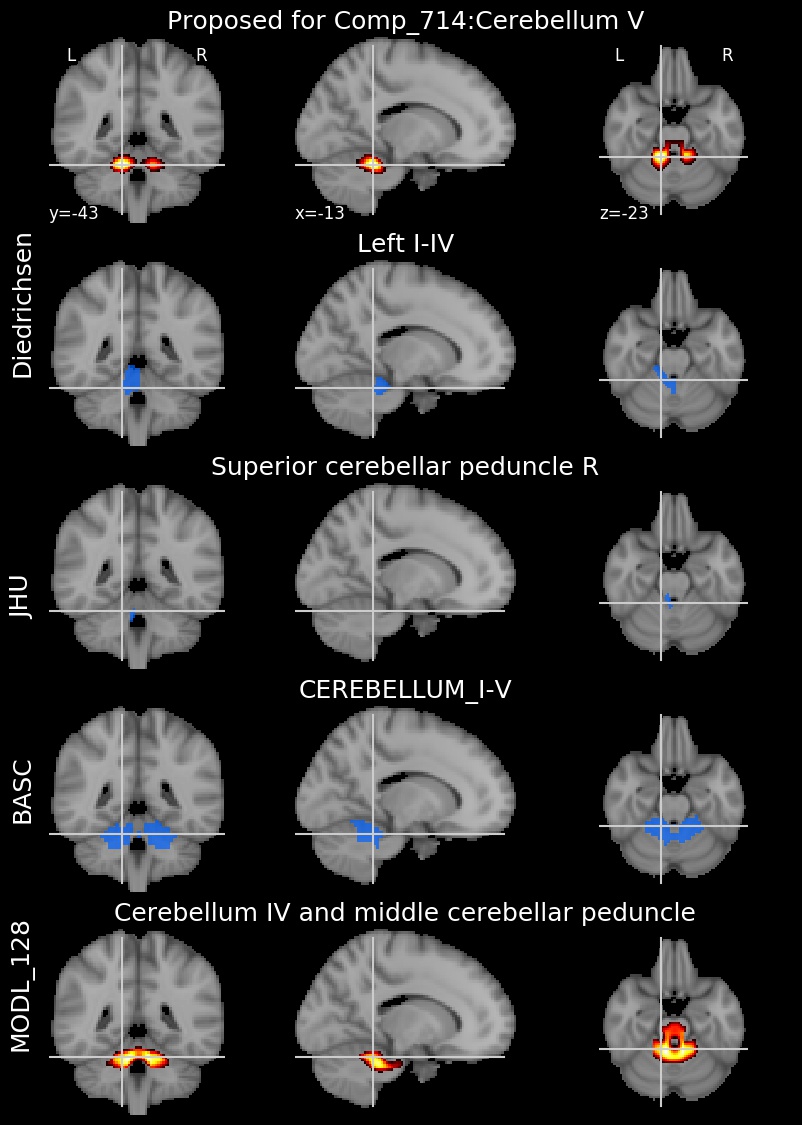 Proposed for Comp_714:Cerebellum V
L R L R
y=-43 x=-13 z=-23
Diedrichsen
Left I-IV
JHU
Superior cerebellar peduncle R
BASC
CEREBELLUM_I-V
MODL_128
Cerebellum IV and middle cerebellar peduncle